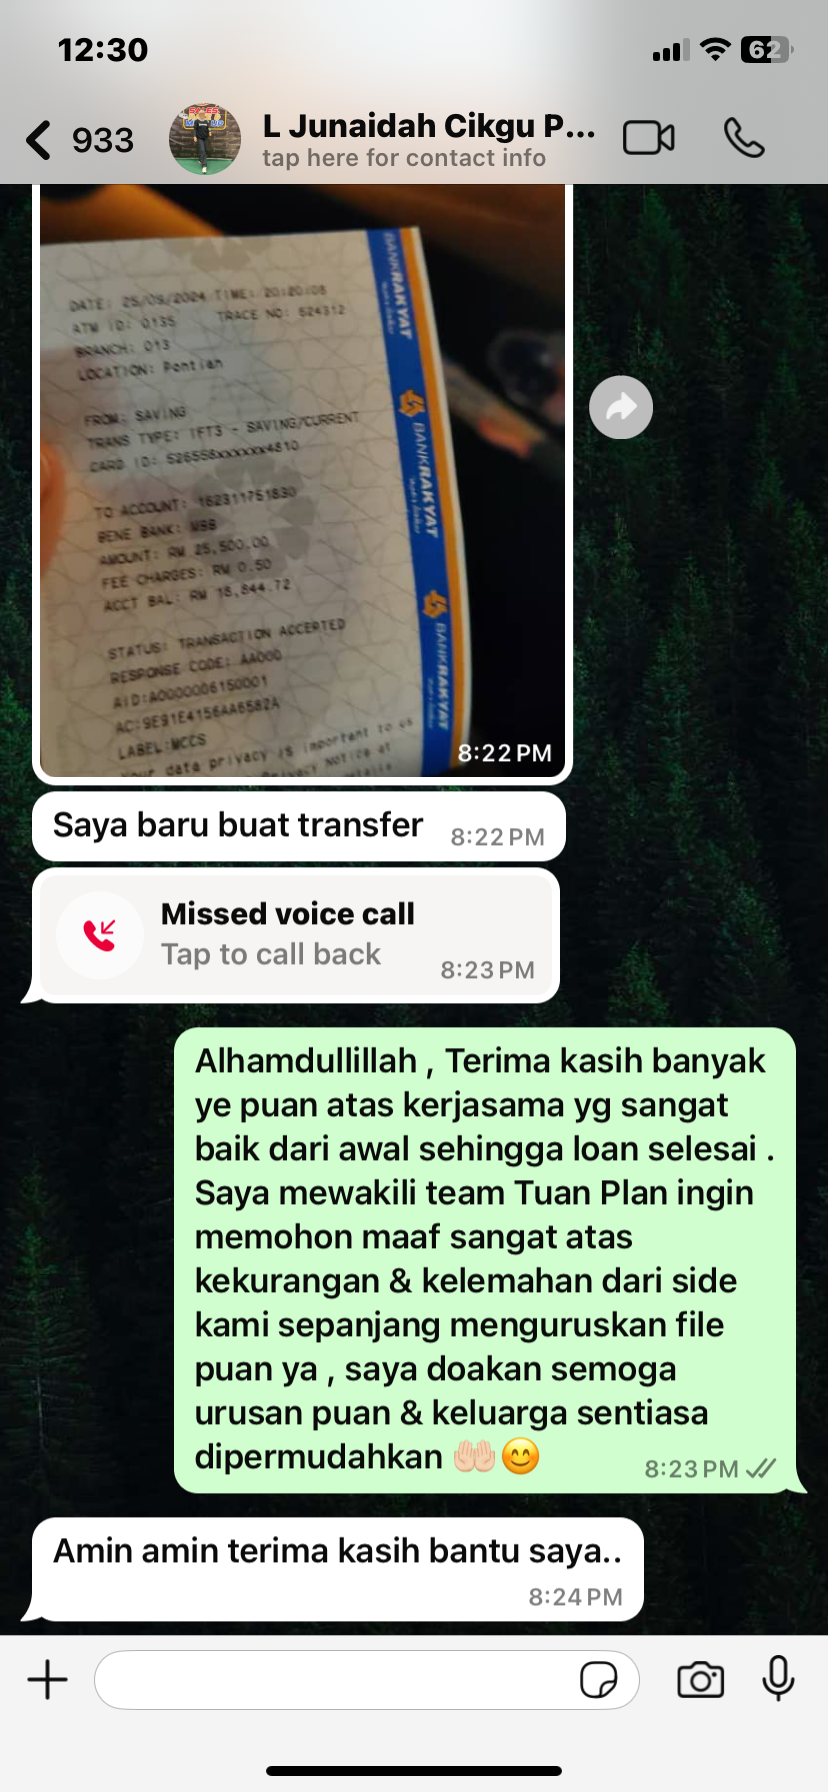 12:30
62
933
L Junaidah Cikgu P...
tap here for contact info
DATE: 25/09/2024 TIME: 20:20:08
ATM ID: 0135 TRACE NO: 624312
BRANCH: 013
LOCATION: Pontian
FROM: SAVING
TRANS TYPE: IFTS - SAVING/CURRENT
CARD ID: 526558xxxxxx4810
TO ACCOUNT: 162311751830
BENE BANK: MBB
AMOUNT: RM 25,500.00
FEE CHARGES: RM 0.50
ACCT BAL: RM 18,844.72
STATUS: TRANSACTION ACCEPTED
RESPONSE CODE: AA000
AID:A0000006150001
AC:9E91E4156AA6582A
LABEL:MCCS
Your data privacy is important to us
Privacy Notice at
BANKRAKYAT
BANKRAKYAT
BANKRAKYAT
8:22 PM
Saya baru buat transfer 8:22 PM
Missed voice call
Tap to call back 8:23 PM
Alhamdullillah , Terima kasih banyak
ye puan atas kerjasama yg sangat
baik dari awal sehingga loan selesai .
Saya mewakili team Tuan Plan ingin
memohon maaf sangat atas
kekurangan & kelemahan dari side
kami sepanjang menguruskan file
puan ya , saya doakan semoga
urusan puan & keluarga sentiasa
dipermudahkan 🤲🏻😊 8:23 PM
Amin amin terima kasih bantu saya..
8:24 PM